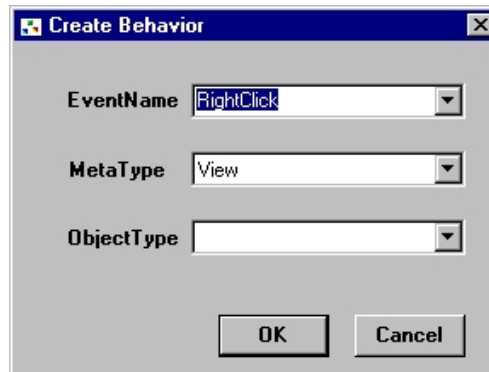 Create Behavior
EventName RightClick
MetaType View
ObjectType
OK Cancel